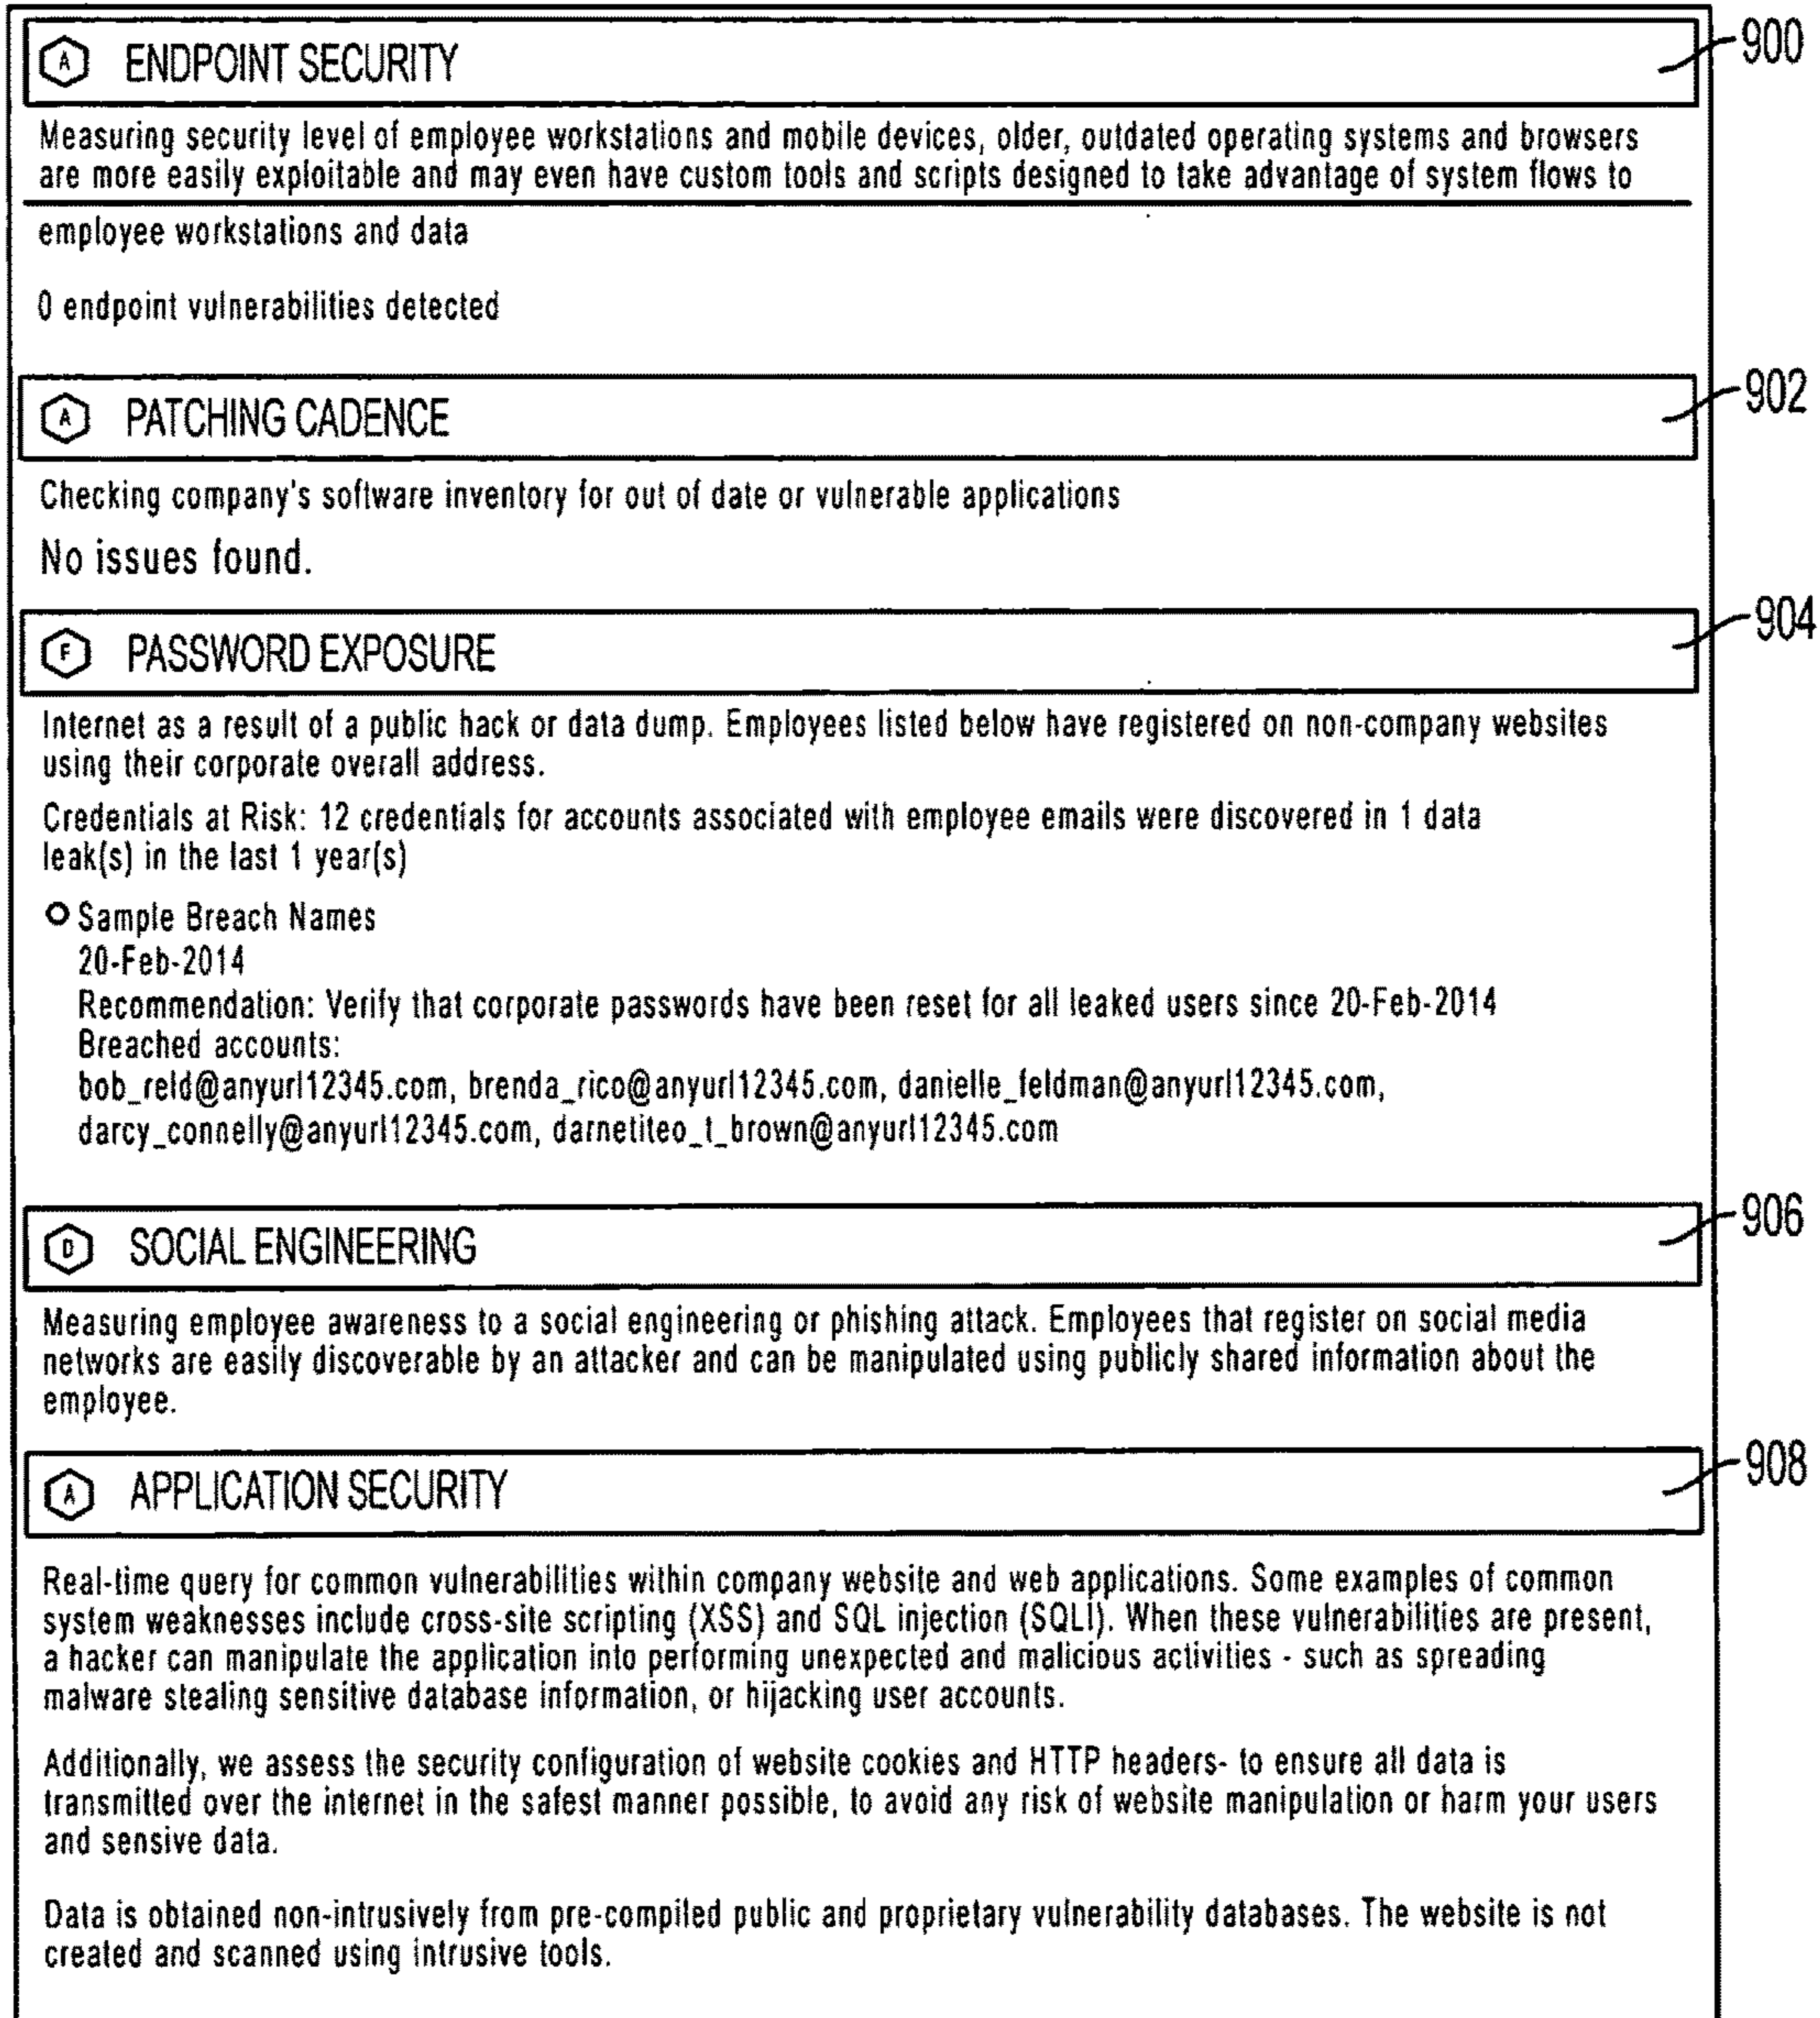 A ENDPOINT SECURITY 900
Measuring security level of employee workstations and mobile devices, older, outdated operating systems and browsers
are more easily exploitable and may even have custom tools and scripts designed to take advantage of system flows to
employee workstations and data
0 endpoint vulnerabilities detected
A PATCHING CADENCE 902
Checking company's software inventory for out of date or vulnerable applications
No issues found.
F PASSWORD EXPOSURE 904
Internet as a result of a public hack or data dump. Employees listed below have registered on non-company websites
using their corporate overall address.
Credentials at Risk: 12 credentials for accounts associated with employee emails were discovered in 1 data
leak(s) in the last 1 year(s)
Sample Breach Names
20-Feb-2014
Recommendation: Verify that corporate passwords have been reset for all leaked users since 20-Feb-2014
Breached accounts:
bob_reld@anyurl12345.com, brenda_rico@anyurl12345.com, danielle_feldman@anyurl12345.com,
darcy_connelly@anyurl12345.com, darnetiteo_t_brown@anyurl12345.com
D SOCIAL ENGINEERING 906
Measuring employee awareness to a social engineering or phishing attack. Employees that register on social media
networks are easily discoverable by an attacker and can be manipulated using publicly shared information about the
employee.
A APPLICATION SECURITY 908
Real-time query for common vulnerabilities within company website and web applications. Some examples of common
system weaknesses include cross-site scripting (XSS) and SQL injection (SQLI). When these vulnerabilities are present,
a hacker can manipulate the application into performing unexpected and malicious activities - such as spreading
malware stealing sensitive database information, or hijacking user accounts.
Additionally, we assess the security configuration of website cookies and HTTP headers- to ensure all data is
transmitted over the internet in the safest manner possible, to avoid any risk of website manipulation or harm your users
and sensive data.
Data is obtained non-intrusively from pre-compiled public and proprietary vulnerability databases. The website is not
created and scanned using intrusive tools.